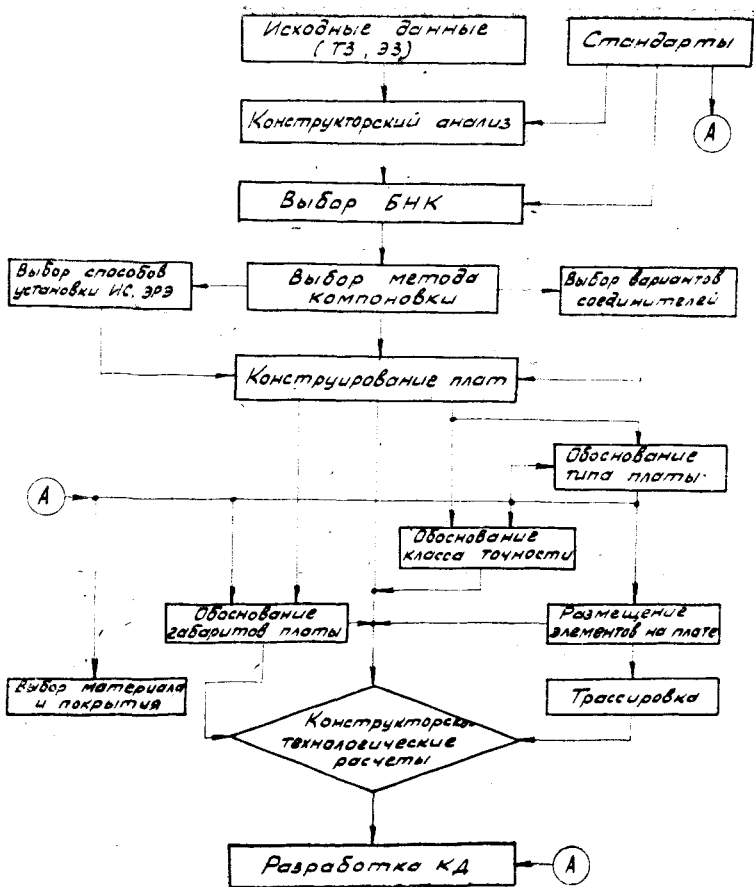 Исходные данные
(ТЗ, ЭЗ)
Стандарты
Конструкторский анализ
А
Выбор БНК
Выбор способов
установки ИС, ЭРЭ
Выбор метода
компоновки
Выбор вариантов
соединителей
Конструирование плат
Обоснование
типа платы
А
Обоснование
класса точности
Обоснование
габаритов платы
Размещение
элементов на плате
Выбор материала
и покрытия
Трассировка
Конструкторско
технологические
расчеты
Разработка КД
А